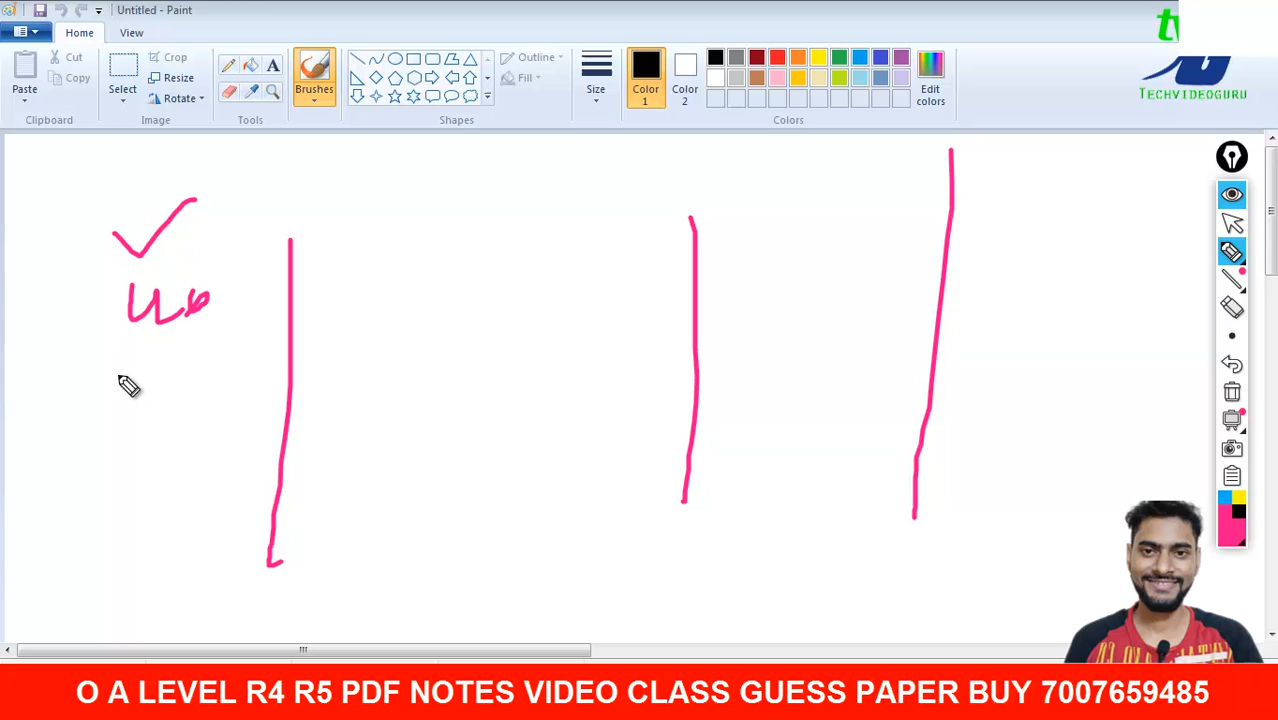 Untitled - Paint
Home View
Paste
Cut
Copy
Clipboard
Select
Crop
Resize
Rotate
Image
A
Tools
Brushes
Outline
Fill
Shapes
Size
Color 1
Color 2
Edit colors
Colors
TECHVIDEOGURU
O A LEVEL R4 R5 PDF NOTES VIDEO CLASS GUESS PAPER BUY 7007659485